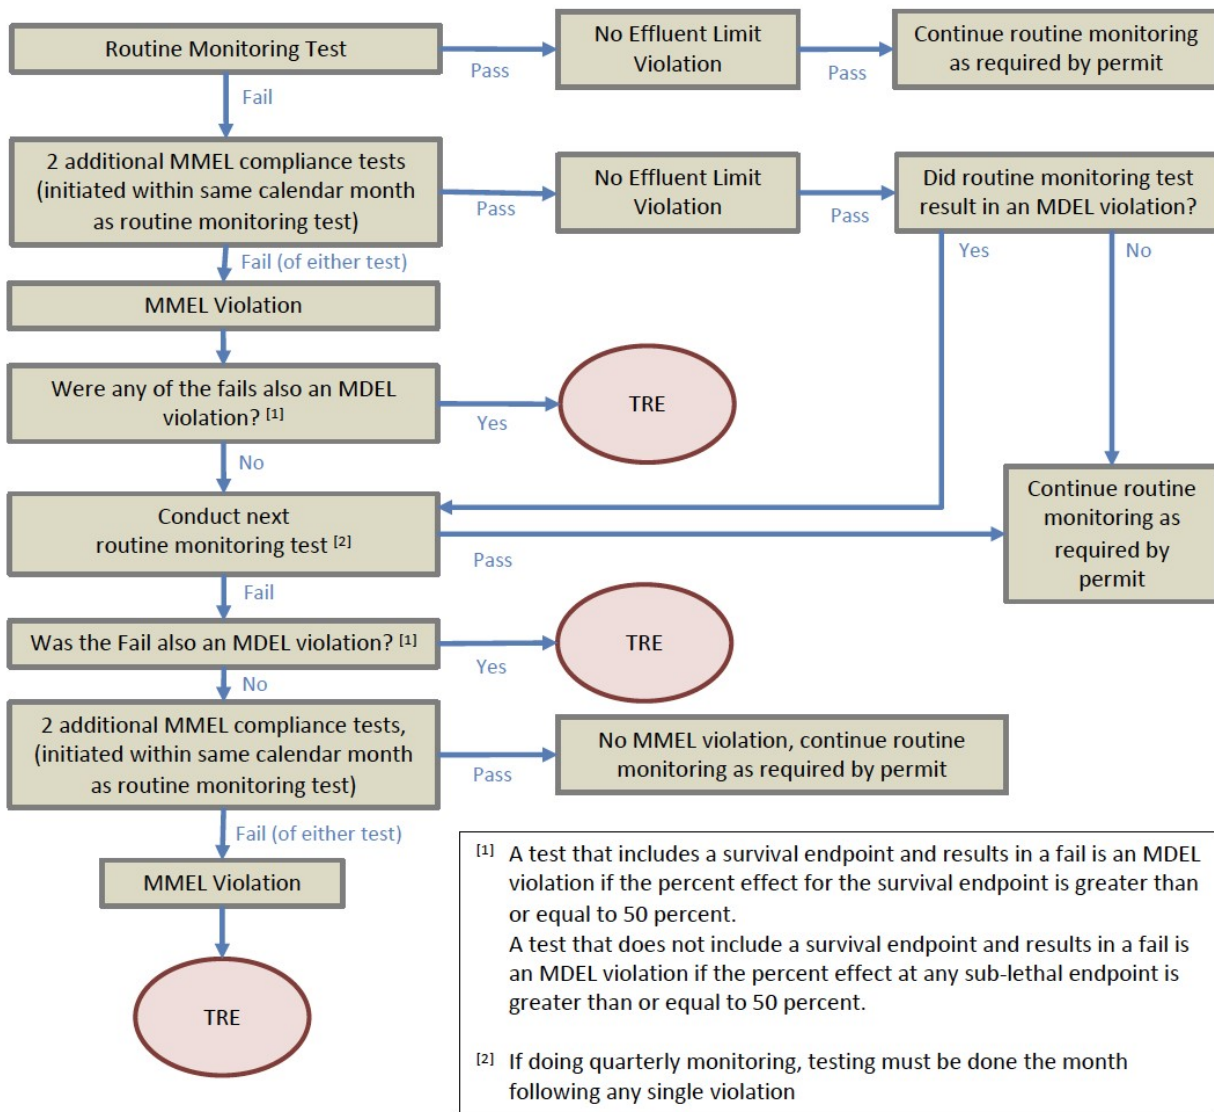 Routine Monitoring Test
Pass
No Effluent Limit
Violation
Pass
Continue routine monitoring
as required by permit
Fail
2 additional MMEL compliance tests
(initiated within same calendar month
as routine monitoring test)
Pass
No Effluent Limit
Violation
Pass
Did routine monitoring test
result in an MDEL violation?
Fail (of either test)
Yes
No
MMEL Violation
Were any of the fails also an MDEL
violation? [1]
Yes
TRE
No
Conduct next
routine monitoring test [2]
Pass
Continue routine
monitoring as
required by
permit
Fail
Was the Fail also an MDEL violation? [1]
Yes
TRE
No
2 additional MMEL compliance tests,
(initiated within same calendar month
as routine monitoring test)
Pass
No MMEL violation, continue routine
monitoring as required by permit
Fail (of either test)
MMEL Violation
TRE
[1] A test that includes a survival endpoint and results in a fail is an MDEL
violation if the percent effect for the survival endpoint is greater than
or equal to 50 percent.
A test that does not include a survival endpoint and results in a fail is
an MDEL violation if the percent effect at any sub-lethal endpoint is
greater than or equal to 50 percent.
[2] If doing quarterly monitoring, testing must be done the month
following any single violation